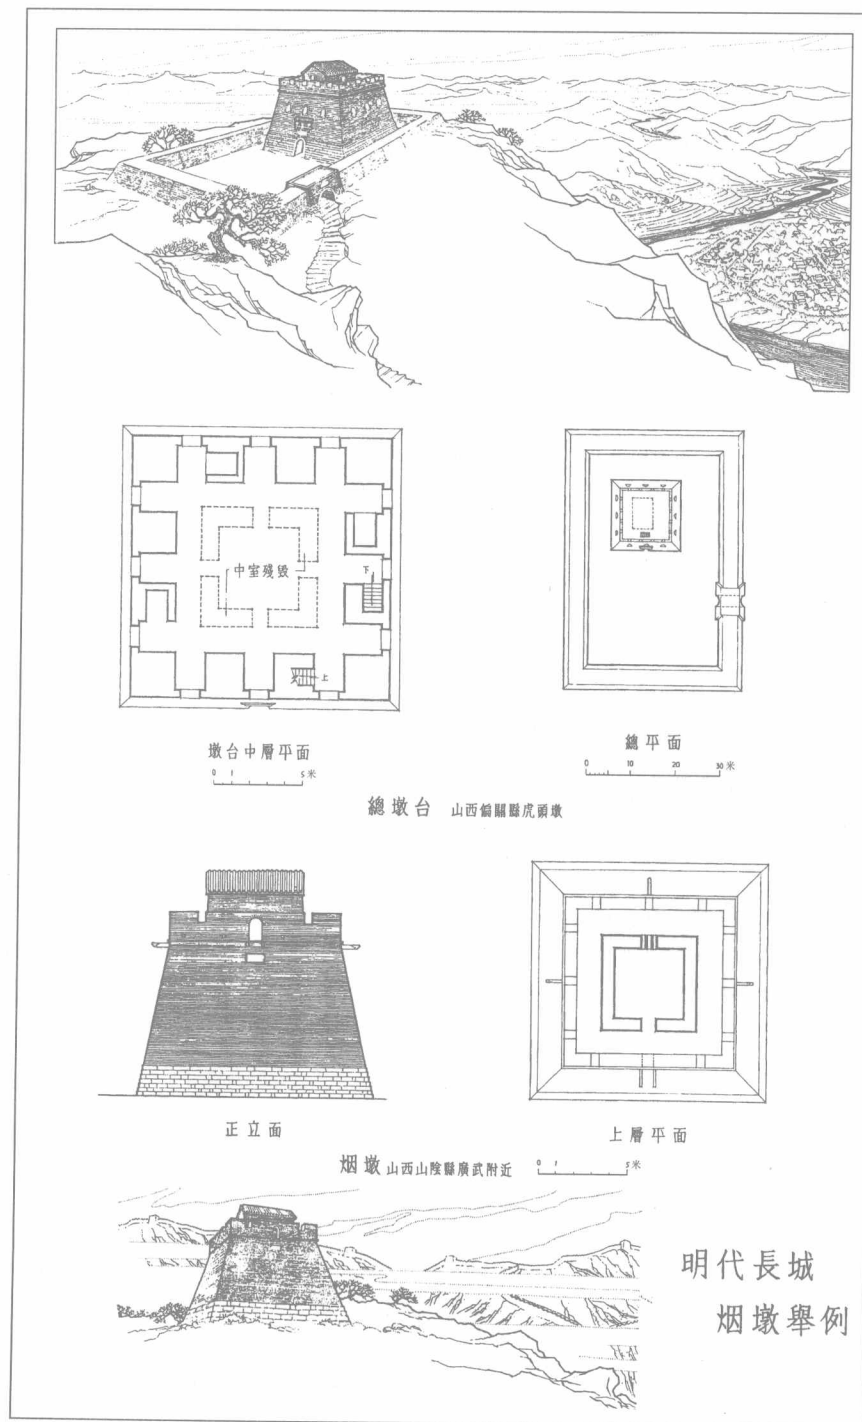 中室殘毀
下
上
墩台中層平面
0 1 5米
總平面
0 10 20 30米
總墩台 山西偏關縣虎頭墩
正立面
上層平面
烟墩 山西山陰縣廣武附近 0 1 5米
明代長城
烟墩舉例